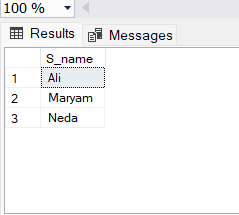 100 %
Results Messages
S_name
1 Ali
2 Maryam
3 Neda